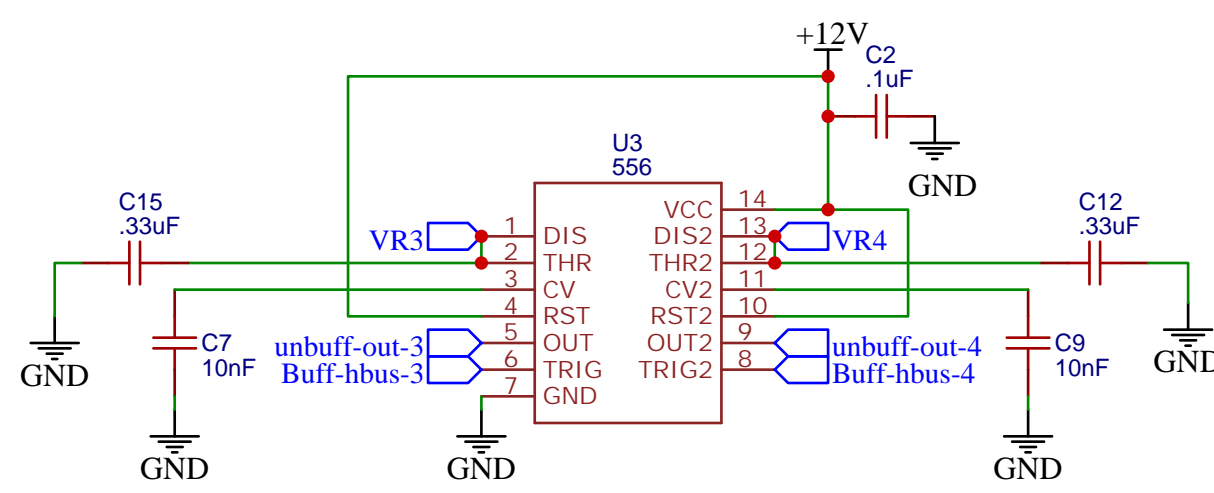 +12V
C2
.1uF
GND
U3
556
C15
.33uF
GND
VR3
1 DIS
2 THR
3 CV
4 RST
5 OUT
6 TRIG
7 GND
unbuff-out-3
Buff-hbus-3
C7
10nF
GND
GND
VCC 14
DIS2 13
THR2 12
CV2 11
RST2 10
OUT2 9
TRIG2 8
VR4
unbuff-out-4
Buff-hbus-4
C12
.33uF
GND
C9
10nF
GND